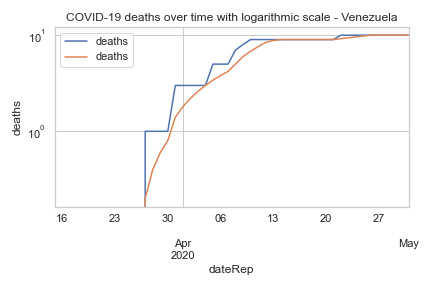 COVID-19 deaths over time with logarithmic scale - Venezuela
10¹
deaths
deaths
deaths
10⁰
16 23 30 06 13 20 27
Apr May
2020
dateRep